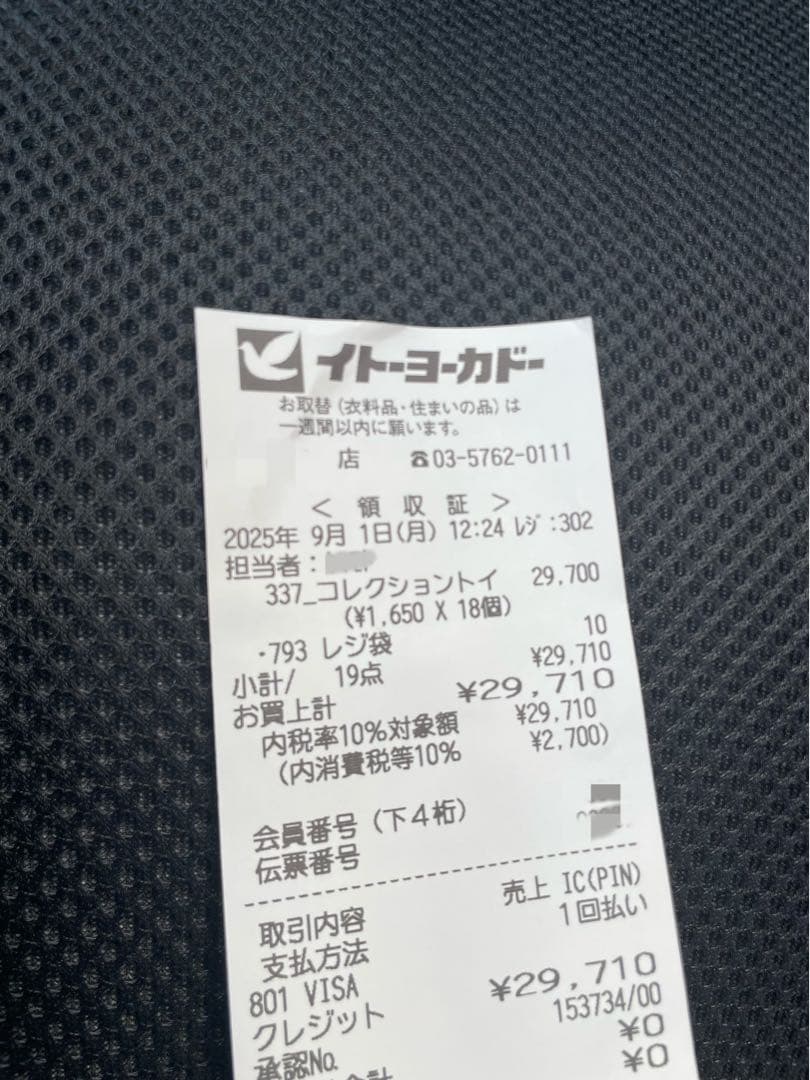 イトーヨーカドー
お取替(衣料品・住まいの品)は
一週間以内に願います。
店 ☎03-5762-0111
< 領 収 証 >
2025年 9月 1日(月) 12:24 レジ:302
担当者:
337_コレクショントイ 29,700
(¥1,650 X 18個)
・793 レジ袋 10
小計/ 19点 ¥29,710
お買上計 ¥29,710
内税率10%対象額 ¥29,710
(内消費税等10% ¥2,700)
会員番号(下4桁)
伝票番号
取引内容 売上 IC(PIN)
支払方法 1回払い
801 VISA
クレジット ¥29,710
承認No. 153734/00
¥0
¥0